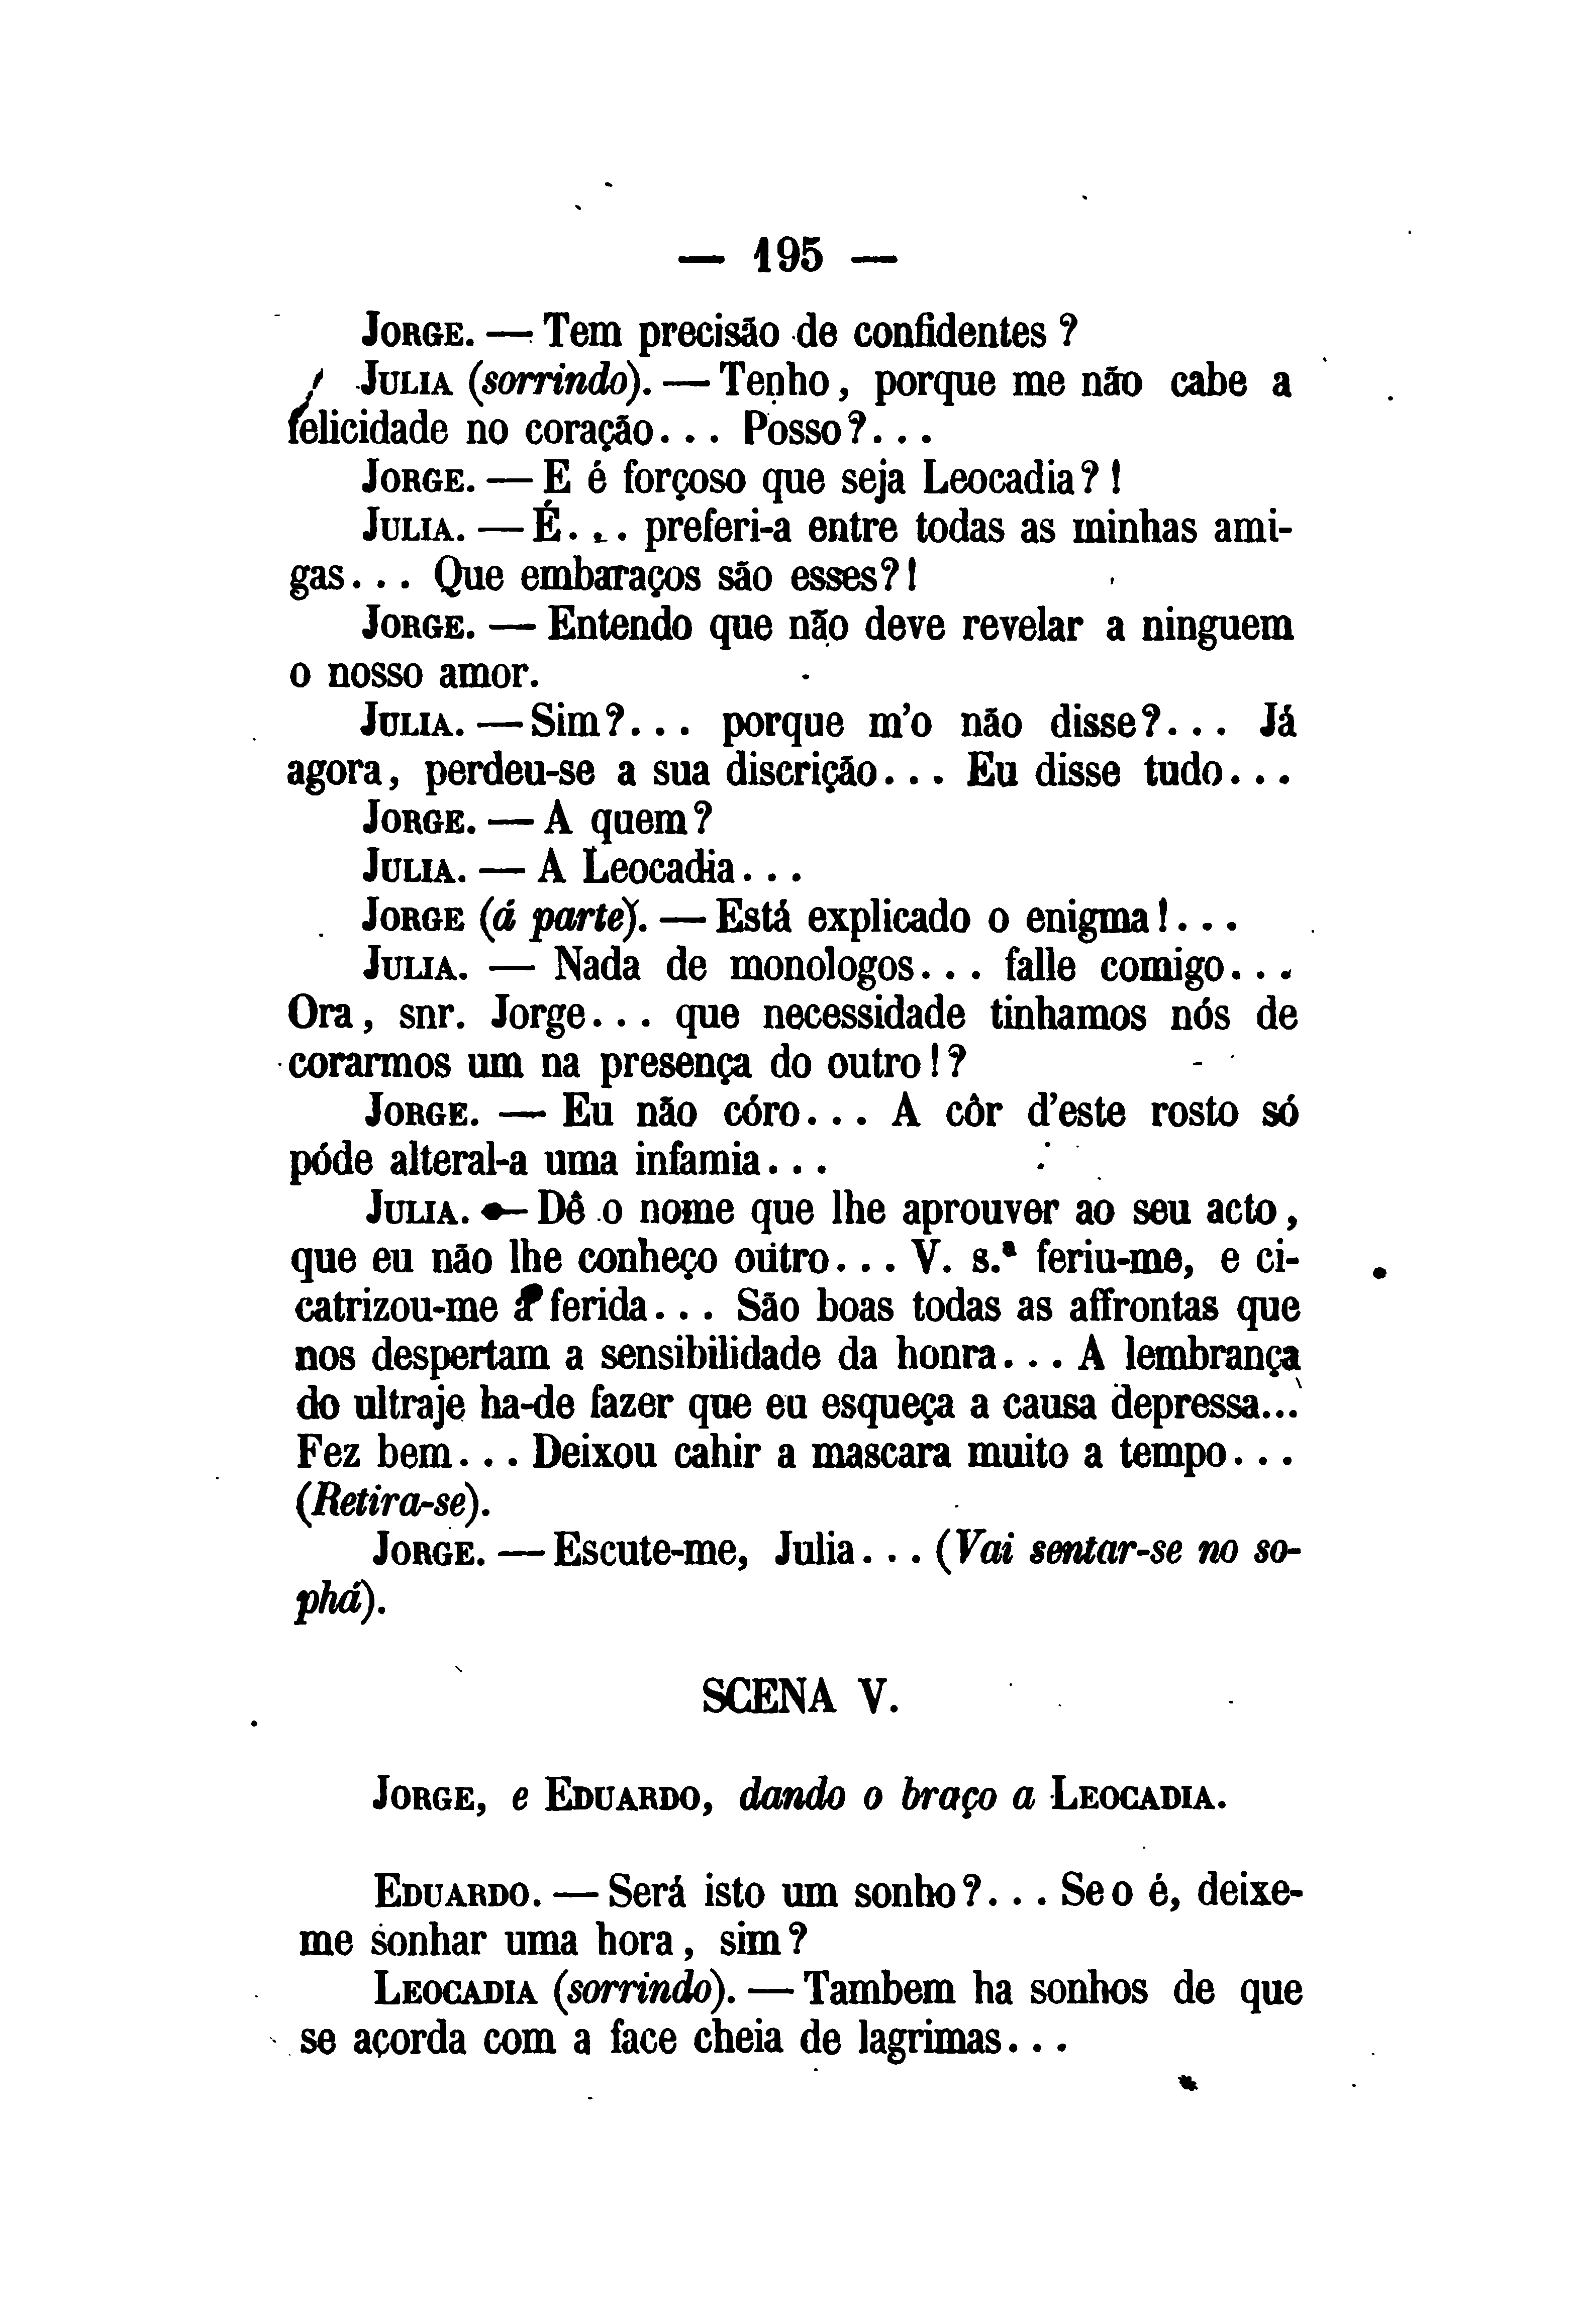 — 195 —
JORGE. — Tem precisão de confidentes ?
JULIA (sorrindo). — Tenho, porque me não cabe a
felicidade no coração... Posso?...
JORGE. — E é forçoso que seja Leocadia?!
JULIA. — É... preferi-a entre todas as minhas ami-
gas... Que embaraços são esses?!
JORGE. — Entendo que não deve revelar a ninguem
o nosso amor.
JULIA. — Sim?... porque m'o não disse?... Já
agora, perdeu-se a sua discrição... Eu disse tudo...
JORGE. — A quem?
JULIA. — A Leocadia...
JORGE (á parte). — Está explicado o enigma!...
JULIA. — Nada de monologos... falle comigo...
Ora, snr. Jorge... que necessidade tinhamos nós de
corarmos um na presença do outro!?
JORGE. — Eu não córo... A côr d'este rosto só
póde alteral-a uma infamia...
JULIA. — Dê o nome que lhe aprouver ao seu acto,
que eu não lhe conheço outro... V. s.ª feriu-me, e ci-
catrizou-me a ferida... São boas todas as affrontas que
nos despertam a sensibilidade da honra... A lembrança
do ultraje ha-de fazer que eu esqueça a causa depressa...
Fez bem... Deixou cahir a mascara muito a tempo...
(Retira-se).
JORGE. — Escute-me, Julia... (Vai sentar-se no so-
phá).
SCENA V.
JORGE, e EDUARDO, dando o braço a LEOCADIA.
EDUARDO. — Será isto um sonho?... Se o é, deixe-
me sonhar uma hora, sim?
LEOCADIA (sorrindo). — Tambem ha sonhos de que
se acorda com a face cheia de lagrimas...